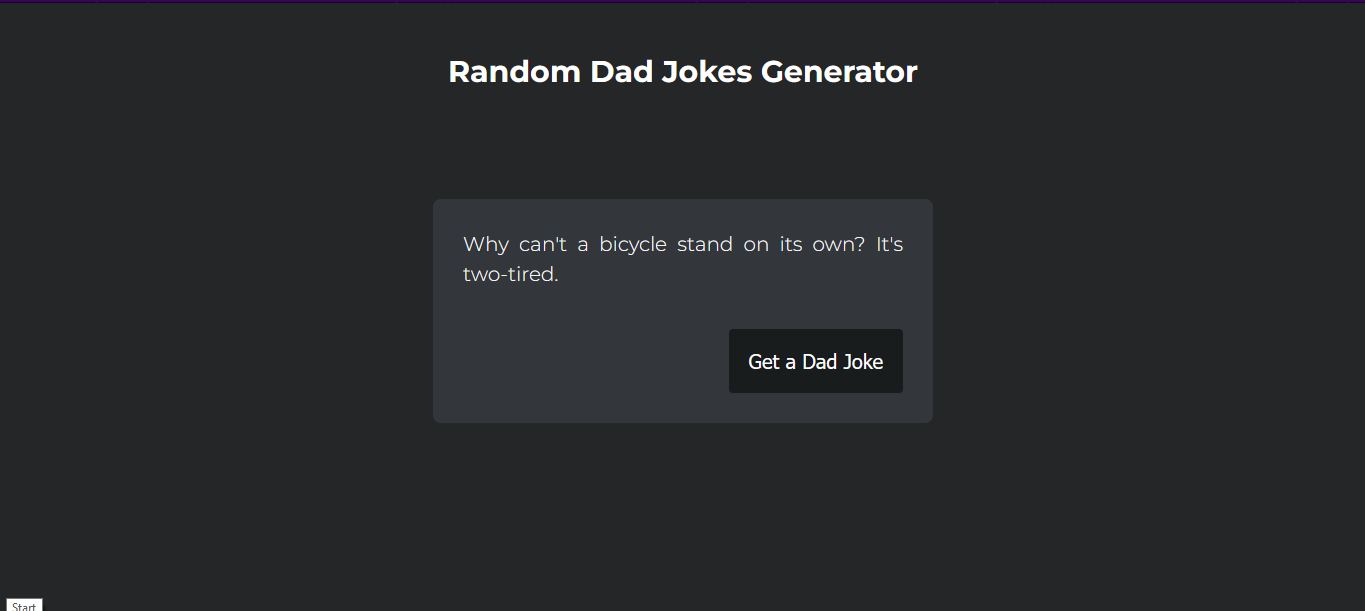 Random Dad Jokes Generator
Why can't a bicycle stand on its own? It's
two-tired.
Get a Dad Joke
Start